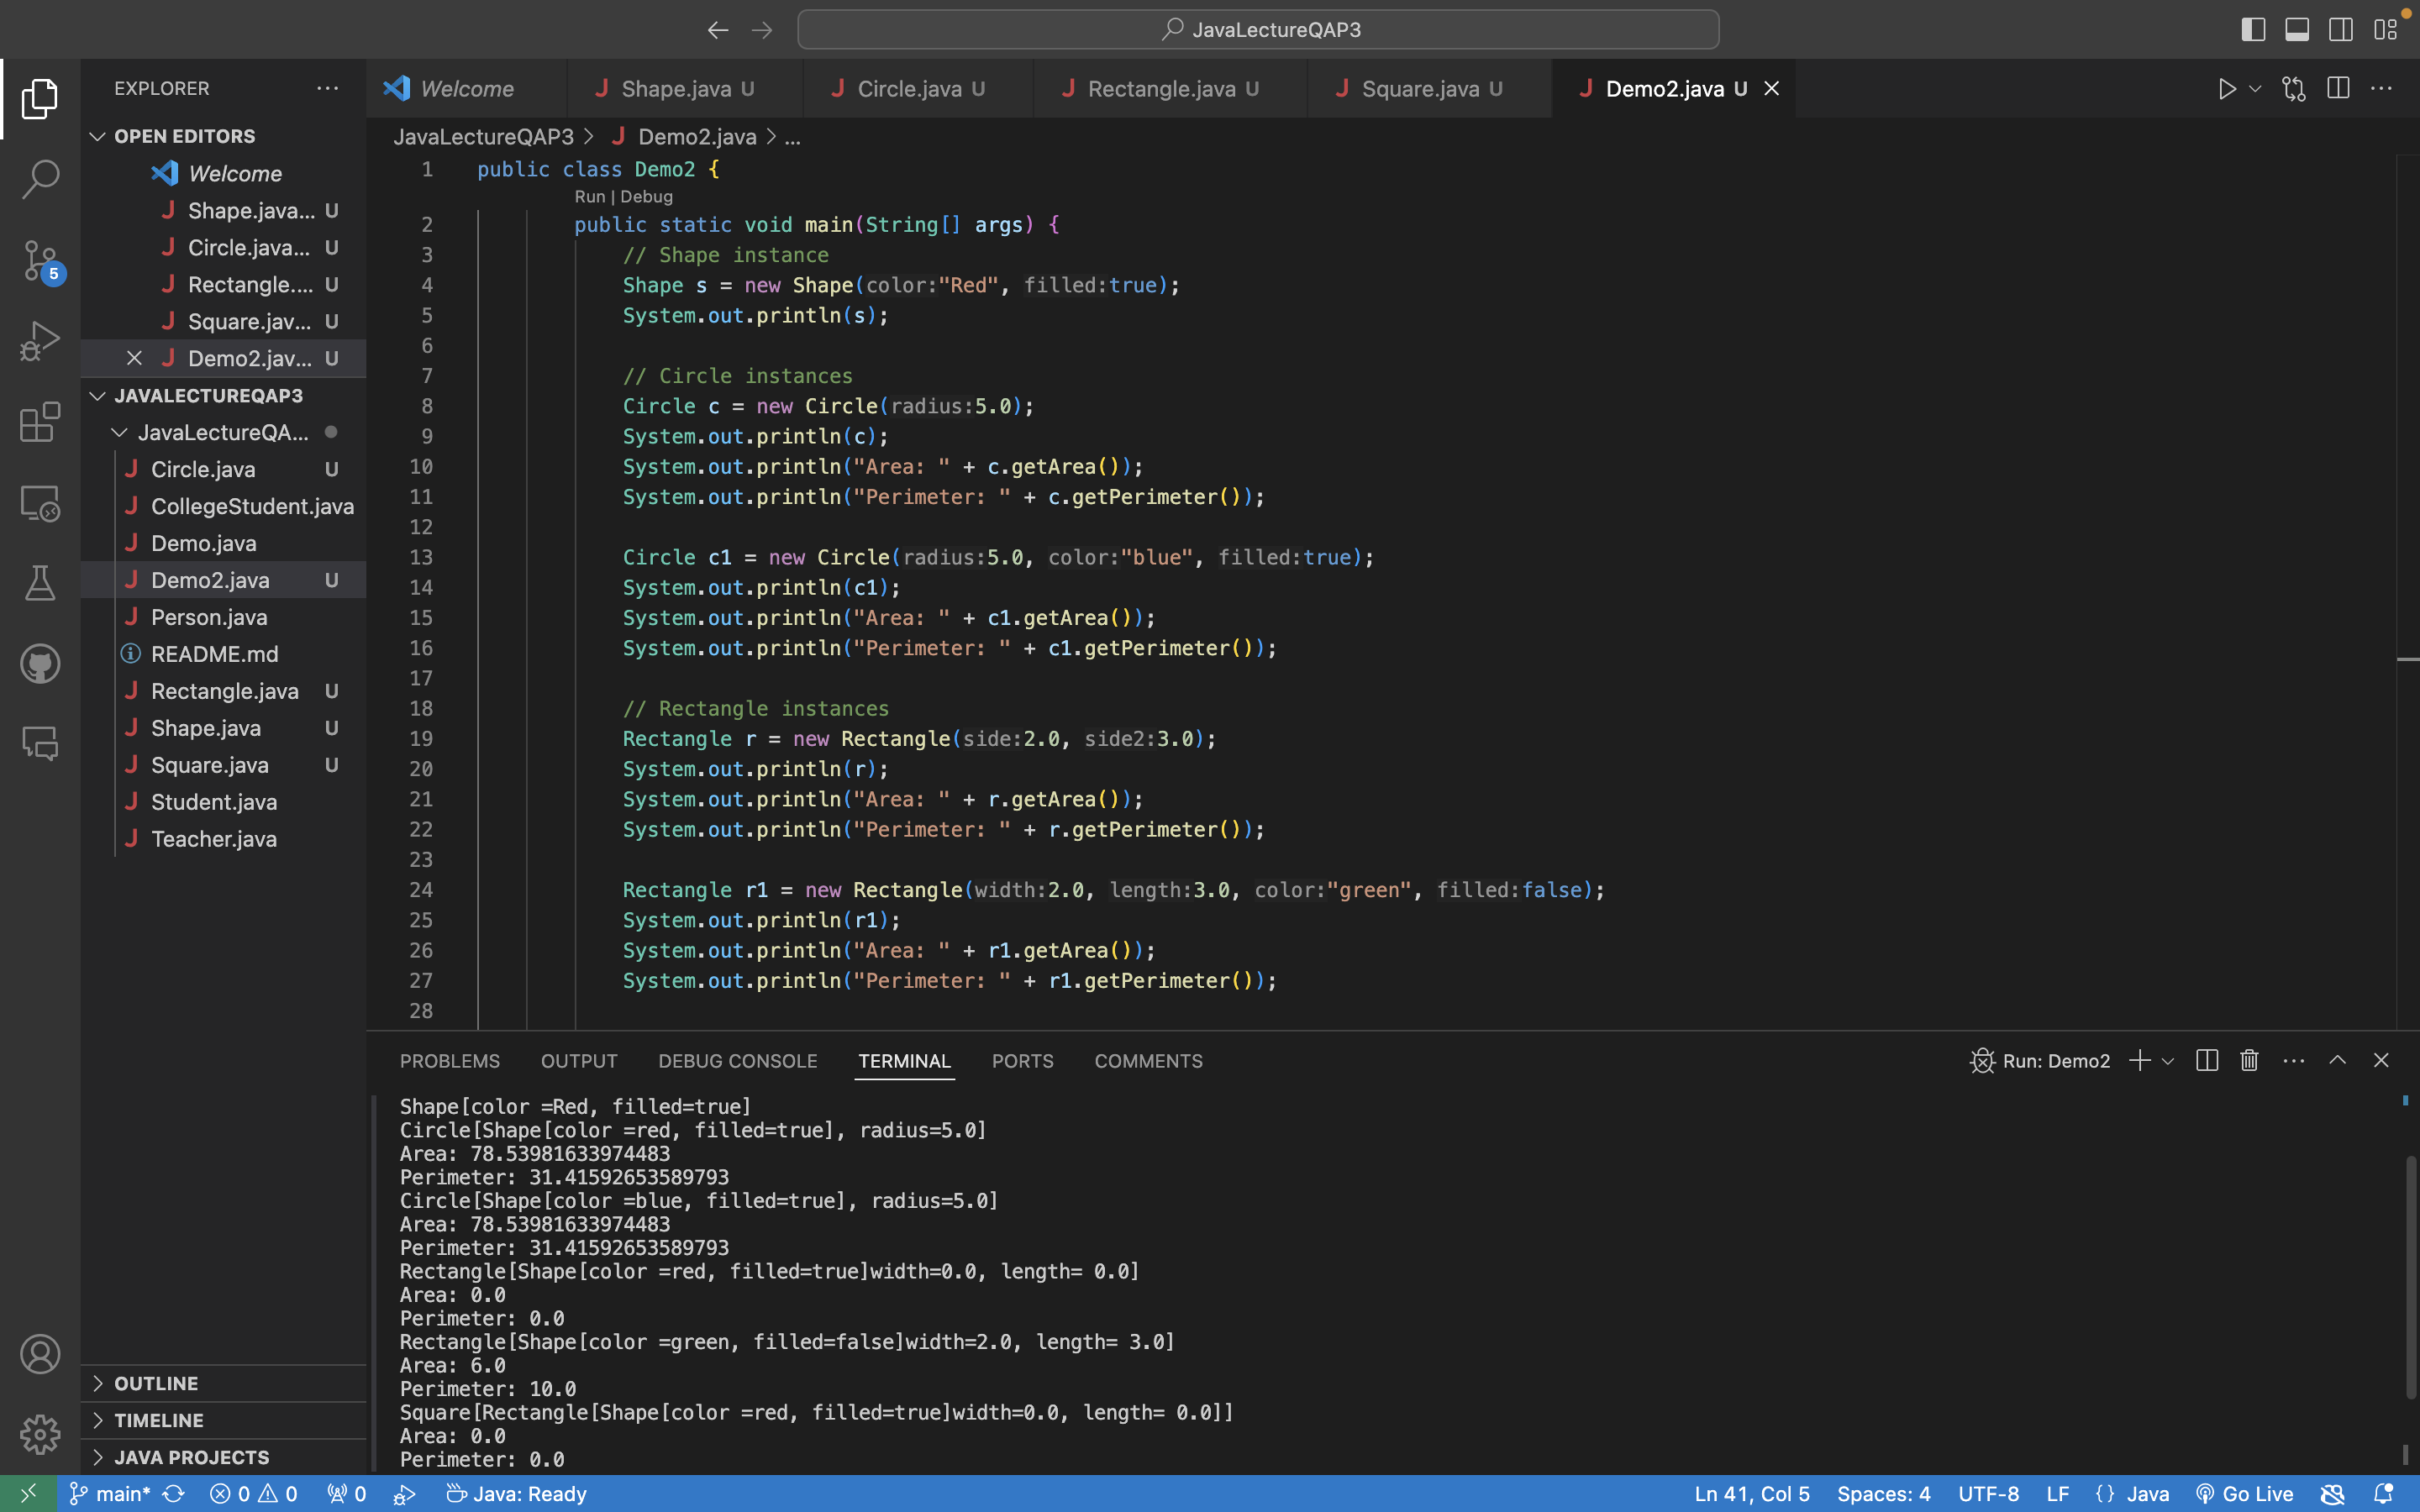 JavaLectureQAP3
EXPLORER
OPEN EDITORS
Welcome
Shape.java... U
Circle.java... U
Rectangle.... U
Square.jav... U
Demo2.jav... U
JAVALECTUREQAP3
JavaLectureQA...
Circle.java U
CollegeStudent.java
Demo.java
Demo2.java U
Person.java
README.md
Rectangle.java U
Shape.java U
Square.java U
Student.java
Teacher.java
OUTLINE
TIMELINE
JAVA PROJECTS
5
Welcome Shape.java U Circle.java U Rectangle.java U Square.java U Demo2.java U
JavaLectureQAP3 > Demo2.java > ...
1 public class Demo2 {
Run | Debug
2 public static void main(String[] args) {
3 // Shape instance
4 Shape s = new Shape(color:"Red", filled:true);
5 System.out.println(s);
6
7 // Circle instances
8 Circle c = new Circle(radius:5.0);
9 System.out.println(c);
10 System.out.println("Area: " + c.getArea());
11 System.out.println("Perimeter: " + c.getPerimeter());
12
13 Circle c1 = new Circle(radius:5.0, color:"blue", filled:true);
14 System.out.println(c1);
15 System.out.println("Area: " + c1.getArea());
16 System.out.println("Perimeter: " + c1.getPerimeter());
17
18 // Rectangle instances
19 Rectangle r = new Rectangle(side:2.0, side2:3.0);
20 System.out.println(r);
21 System.out.println("Area: " + r.getArea());
22 System.out.println("Perimeter: " + r.getPerimeter());
23
24 Rectangle r1 = new Rectangle(width:2.0, length:3.0, color:"green", filled:false);
25 System.out.println(r1);
26 System.out.println("Area: " + r1.getArea());
27 System.out.println("Perimeter: " + r1.getPerimeter());
28
PROBLEMS OUTPUT DEBUG CONSOLE TERMINAL PORTS COMMENTS Run: Demo2
Shape[color =Red, filled=true]
Circle[Shape[color =red, filled=true], radius=5.0]
Area: 78.53981633974483
Perimeter: 31.41592653589793
Circle[Shape[color =blue, filled=true], radius=5.0]
Area: 78.53981633974483
Perimeter: 31.41592653589793
Rectangle[Shape[color =red, filled=true]width=0.0, length= 0.0]
Area: 0.0
Perimeter: 0.0
Rectangle[Shape[color =green, filled=false]width=2.0, length= 3.0]
Area: 6.0
Perimeter: 10.0
Square[Rectangle[Shape[color =red, filled=true]width=0.0, length= 0.0]]
Area: 0.0
Perimeter: 0.0
main* 0 0 0 Java: Ready Ln 41, Col 5 Spaces: 4 UTF-8 LF {} Java Go Live